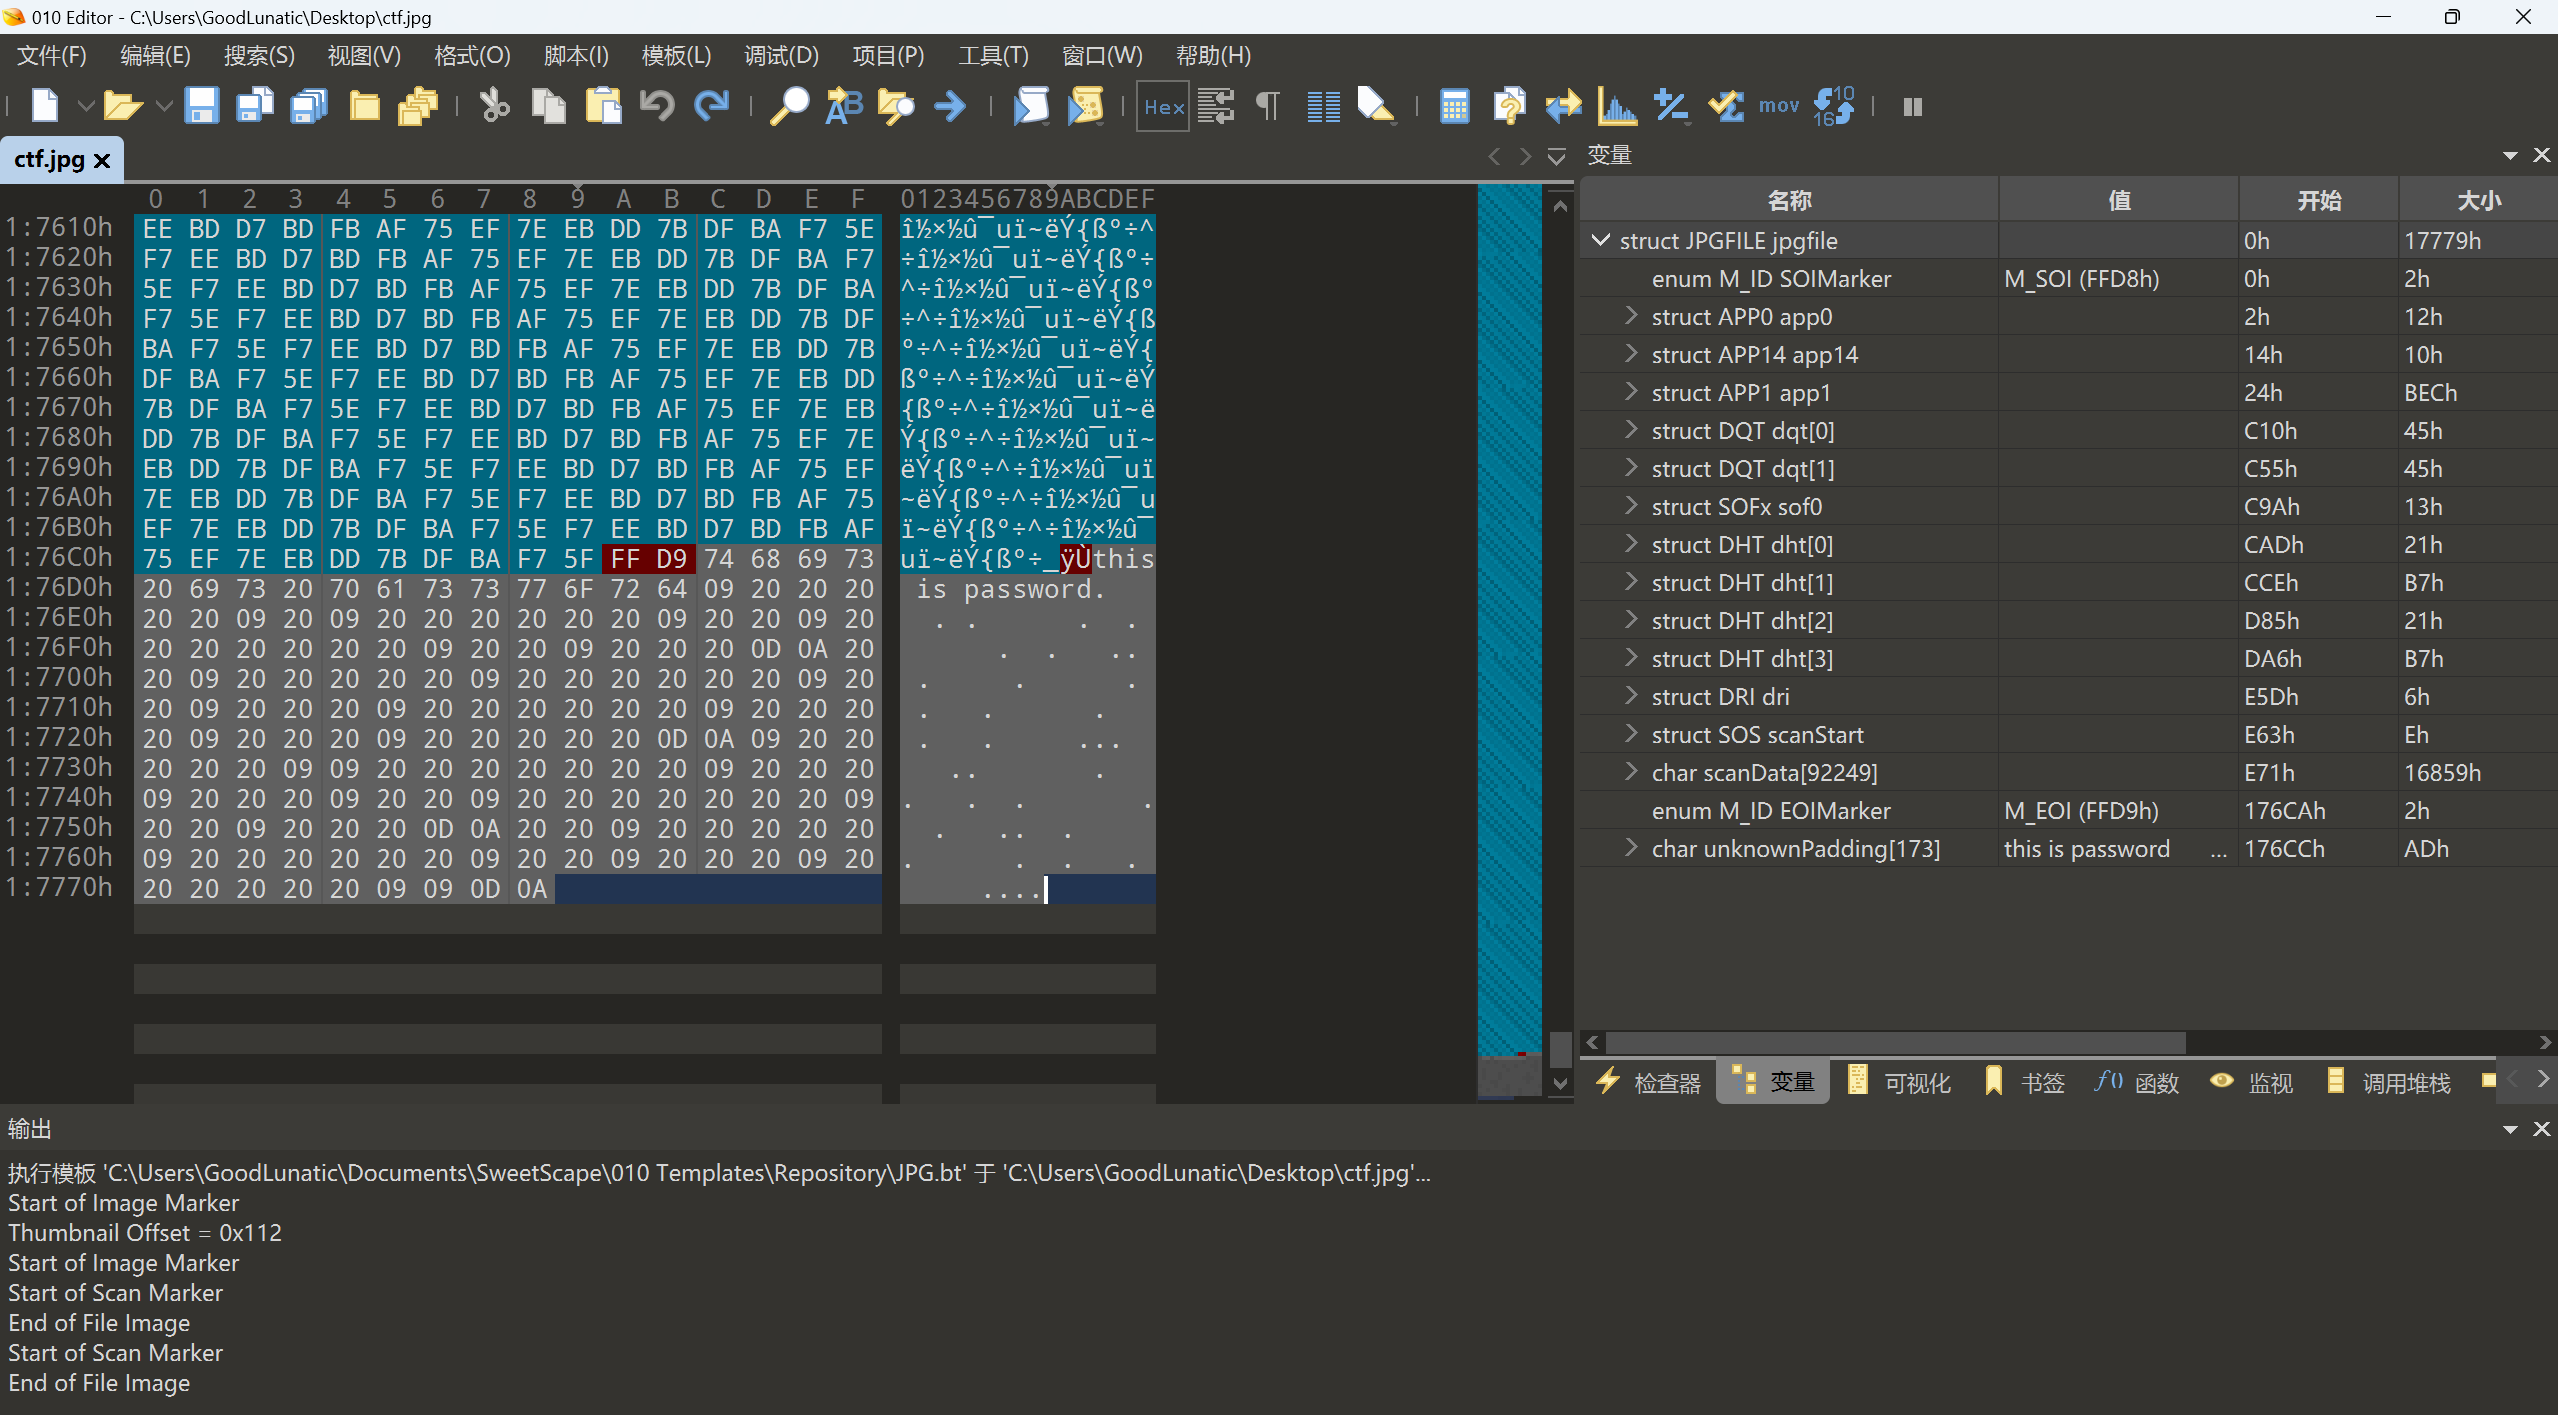 010 Editor - C:\Users\GoodLunatic\Desktop\ctf.jpg
文件(F) 编辑(E) 搜索(S) 视图(V) 格式(O) 脚本(I) 模板(L) 调试(D) 项目(P) 工具(T) 窗口(W) 帮助(H)
Hex mov 10 16
ctf.jpg
0 1 2 3 4 5 6 7 8 9 A B C D E F 0123456789ABCDEF
1:7610h EE BD D7 BD FB AF 75 EF 7E EB DD 7B DF BA F7 5E î½×½û¯uï~ëÝ{ߺ÷^
1:7620h F7 EE BD D7 BD FB AF 75 EF 7E EB DD 7B DF BA F7 ÷î½×½û¯uï~ëÝ{ߺ÷
1:7630h 5E F7 EE BD D7 BD FB AF 75 EF 7E EB DD 7B DF BA ^÷î½×½û¯uï~ëÝ{ߺ
1:7640h F7 5E F7 EE BD D7 BD FB AF 75 EF 7E EB DD 7B DF ÷^÷î½×½û¯uï~ëÝ{ß
1:7650h BA F7 5E F7 EE BD D7 BD FB AF 75 EF 7E EB DD 7B º÷^÷î½×½û¯uï~ëÝ{
1:7660h DF BA F7 5E F7 EE BD D7 BD FB AF 75 EF 7E EB DD ߺ÷^÷î½×½û¯uï~ëÝ
1:7670h 7B DF BA F7 5E F7 EE BD D7 BD FB AF 75 EF 7E EB {ߺ÷^÷î½×½û¯uï~ë
1:7680h DD 7B DF BA F7 5E F7 EE BD D7 BD FB AF 75 EF 7E Ý{ߺ÷^÷î½×½û¯uï~
1:7690h EB DD 7B DF BA F7 5E F7 EE BD D7 BD FB AF 75 EF ëÝ{ߺ÷^÷î½×½û¯uï
1:76A0h 7E EB DD 7B DF BA F7 5E F7 EE BD D7 BD FB AF 75 ~ëÝ{ߺ÷^÷î½×½û¯u
1:76B0h EF 7E EB DD 7B DF BA F7 5E F7 EE BD D7 BD FB AF ï~ëÝ{ߺ÷^÷î½×½û¯
1:76C0h 75 EF 7E EB DD 7B DF BA F7 5F FF D9 74 68 69 73 uï~ëÝ{ߺ÷_ÿÙthis
1:76D0h 20 69 73 20 70 61 73 73 77 6F 72 64 09 20 20 20 is password.
1:76E0h 20 20 09 20 09 20 20 20 20 20 20 09 20 20 09 20 . . . .
1:76F0h 20 20 20 20 20 20 09 20 20 09 20 20 20 0D 0A 20 . . ..
1:7700h 20 09 20 20 20 20 20 09 20 20 20 20 20 20 09 20 . . .
1:7710h 20 09 20 20 20 09 20 20 20 20 20 20 09 20 20 20 . . .
1:7720h 20 09 20 20 20 09 20 20 20 20 20 0D 0A 09 20 20 . . ...
1:7730h 20 20 20 09 09 20 20 20 20 20 20 20 09 20 20 20 .. .
1:7740h 09 20 20 20 09 20 20 09 20 20 20 20 20 20 20 09 . . . .
1:7750h 20 20 09 20 20 20 0D 0A 20 20 09 20 20 20 20 20 . .. .
1:7760h 09 20 20 20 20 20 20 09 20 20 09 20 20 20 09 20 . . . .
1:7770h 20 20 20 20 20 09 09 0D 0A ....
变量
名称 值 开始 大小
struct JPGFILE jpgfile 0h 17779h
enum M_ID SOIMarker M_SOI (FFD8h) 0h 2h
struct APP0 app0 2h 12h
struct APP14 app14 14h 10h
struct APP1 app1 24h BECh
struct DQT dqt[0] C10h 45h
struct DQT dqt[1] C55h 45h
struct SOFx sof0 C9Ah 13h
struct DHT dht[0] CADh 21h
struct DHT dht[1] CCEh B7h
struct DHT dht[2] D85h 21h
struct DHT dht[3] DA6h B7h
struct DRI dri E5Dh 6h
struct SOS scanStart E63h Eh
char scanData[92249] E71h 16859h
enum M_ID EOIMarker M_EOI (FFD9h) 176CAh 2h
char unknownPadding[173] this is password ... 176CCh ADh
检查器 变量 可视化 书签 f() 函数 监视 调用堆栈
输出
执行模板 'C:\Users\GoodLunatic\Documents\SweetScape\010 Templates\Repository\JPG.bt' 于 'C:\Users\GoodLunatic\Desktop\ctf.jpg'...
Start of Image Marker
Thumbnail Offset = 0x112
Start of Image Marker
Start of Scan Marker
End of File Image
Start of Scan Marker
End of File Image